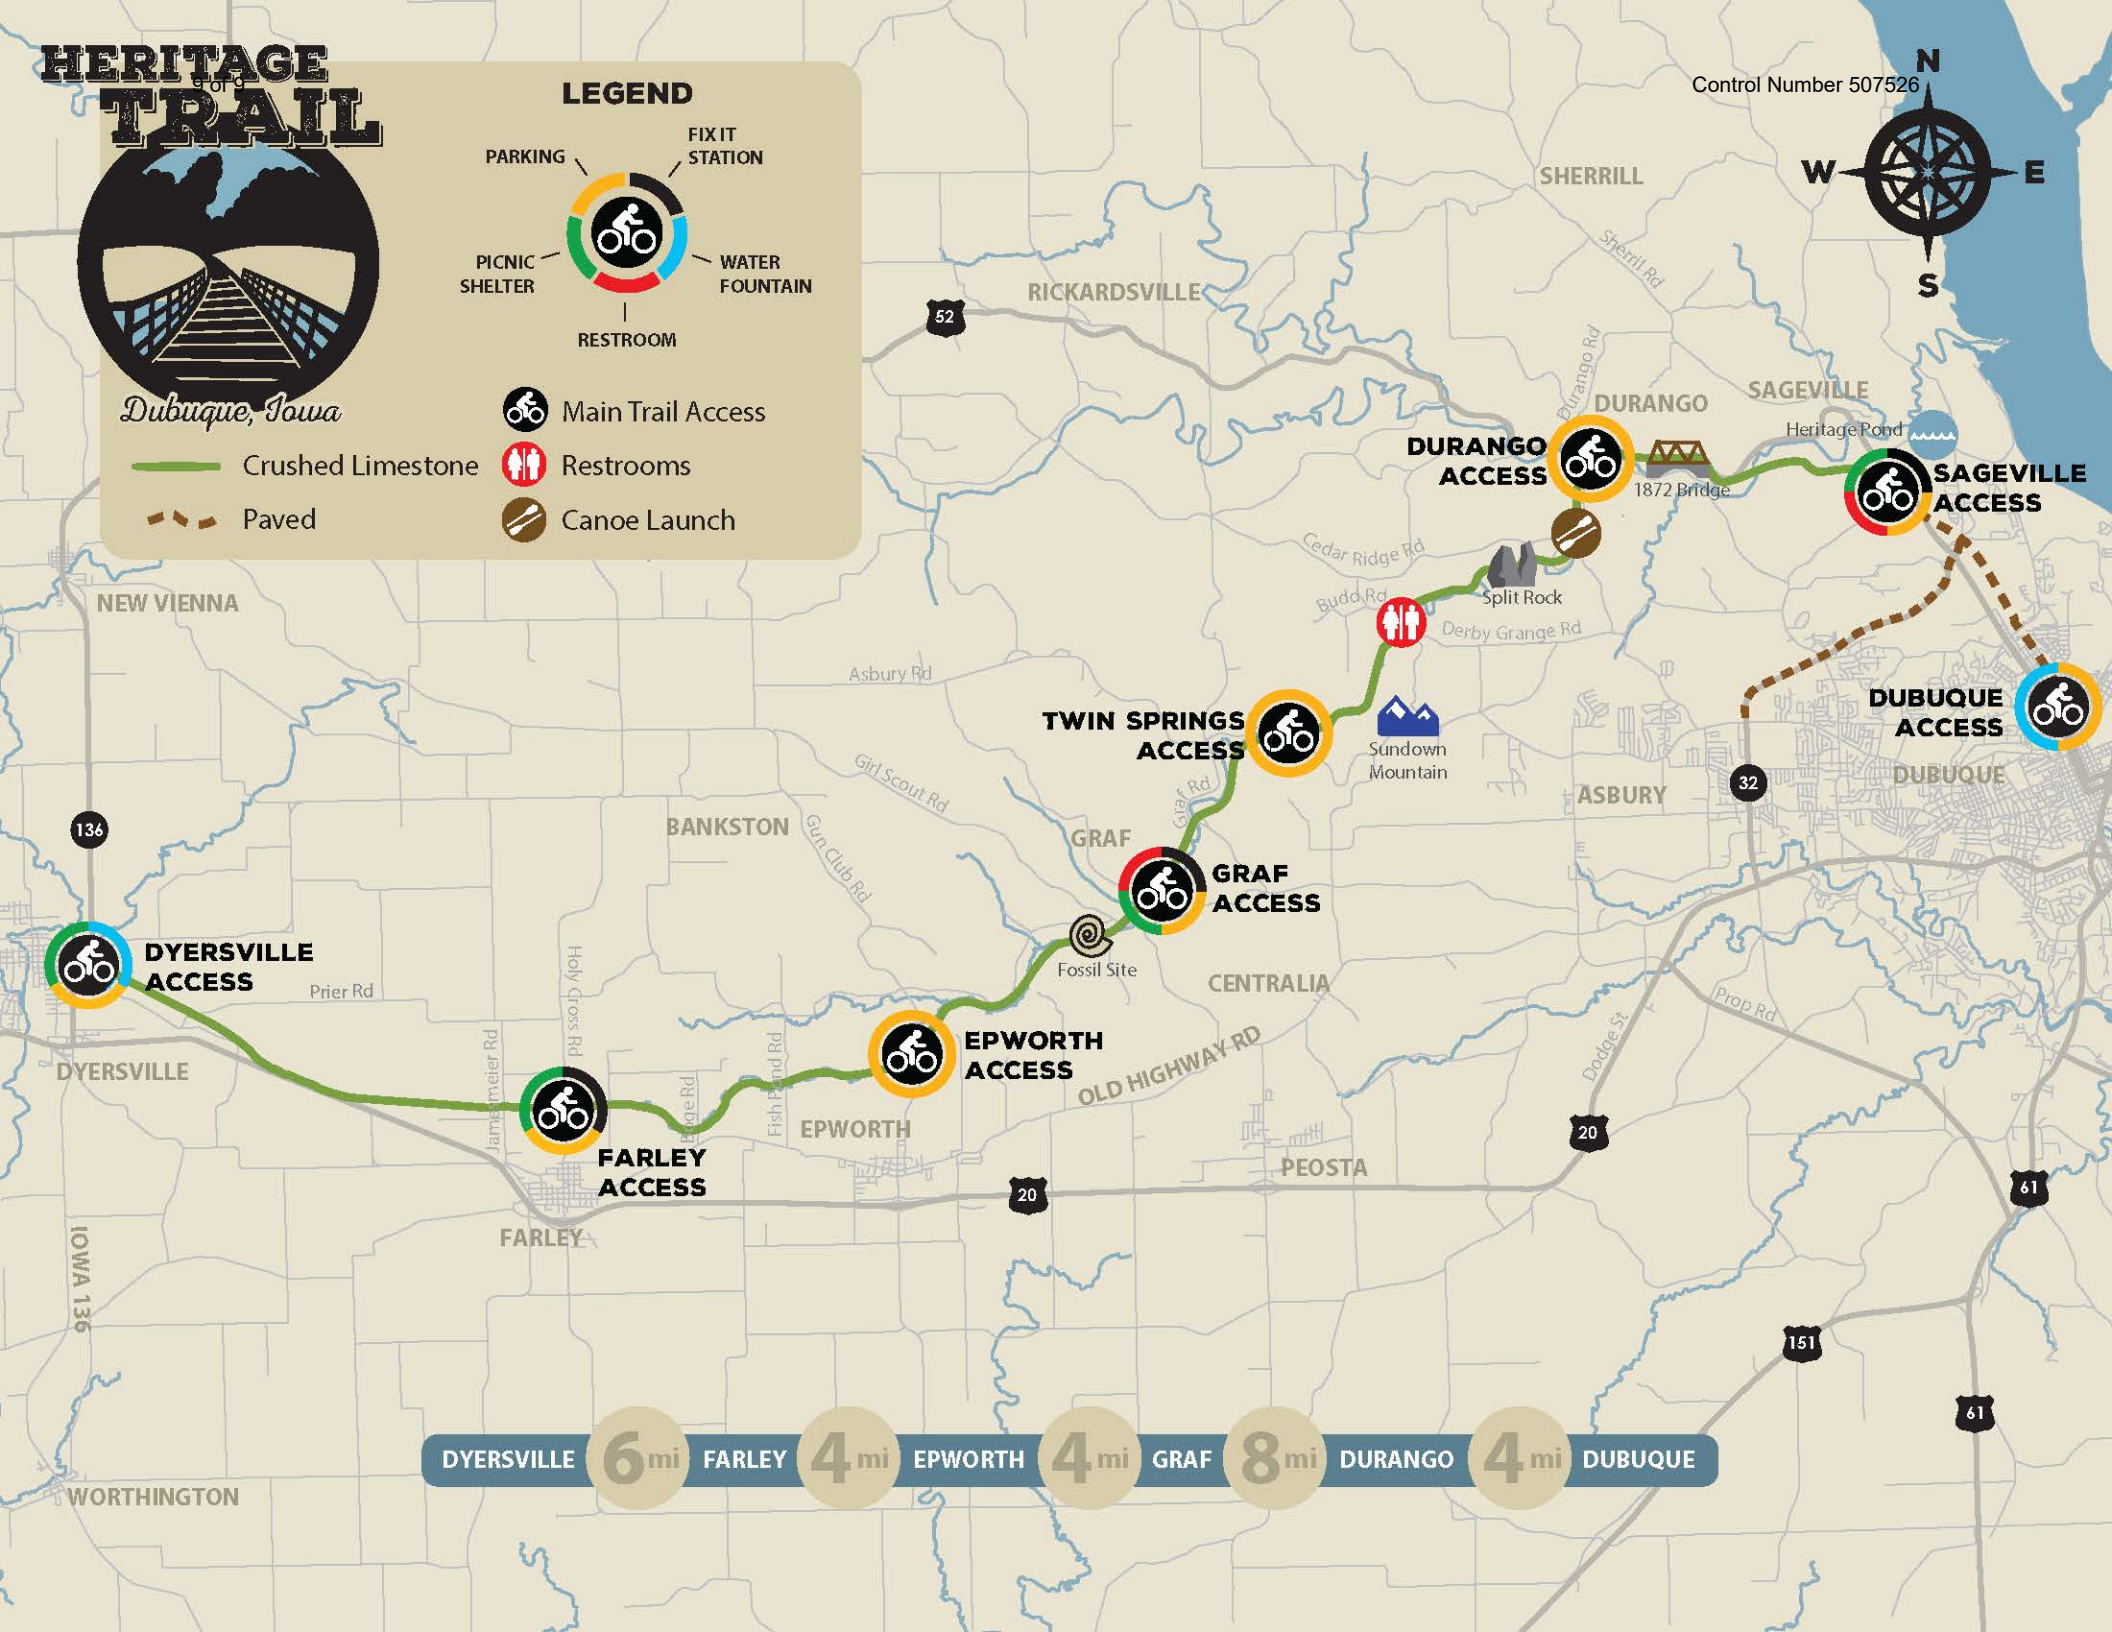 HERITAGE
TRAIL
9 of 9
Dubuque, Iowa
LEGEND
PARKING
FIX IT
STATION
PICNIC
SHELTER
WATER
FOUNTAIN
RESTROOM
Main Trail Access
Crushed Limestone
Restrooms
Paved
Canoe Launch
Control Number 507526
N
W
E
S
SHERRILL
Sherril Rd
RICKARDSVILLE
52
Durango Rd
DURANGO
SAGEVILLE
Heritage Pond
DURANGO
ACCESS
1872 Bridge
SAGEVILLE
ACCESS
Cedar Ridge Rd
Budd Rd
Split Rock
Derby Grange Rd
NEW VIENNA
Asbury Rd
TWIN SPRINGS
ACCESS
Sundown
Mountain
DUBUQUE
ACCESS
DUBUQUE
32
ASBURY
Girl Scout Rd
Graf Rd
136
BANKSTON
Gun Club Rd
GRAF
GRAF
ACCESS
DYERSVILLE
ACCESS
Prier Rd
Holy Cross Rd
Fossil Site
CENTRALIA
Prop Rd
Dodge St
Jamesmeier Rd
Fish Pond Rd
EPWORTH
ACCESS
OLD HIGHWAY RD
DYERSVILLE
EPWORTH
20
FARLEY
ACCESS
PEOSTA
20
61
FARLEY
IOWA 136
151
61
DYERSVILLE 6 mi FARLEY 4 mi EPWORTH 4 mi GRAF 8 mi DURANGO 4 mi DUBUQUE
WORTHINGTON